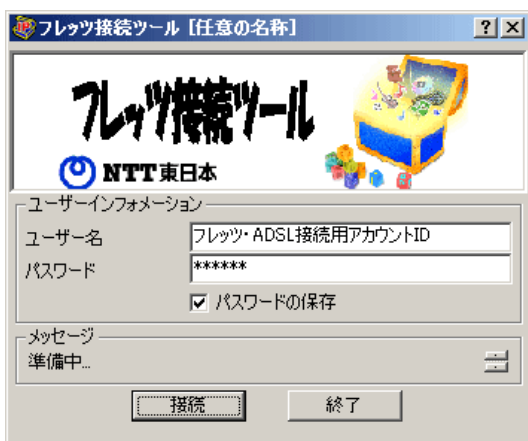 フレッツ接続ツール [任意の名称]
フレッツ接続ツール
NTT東日本
ユーザーインフォメーション
ユーザー名
フレッツ・ADSL接続用アカウントID
パスワード
******
パスワードの保存
メッセージ
準備中...
接続
終了